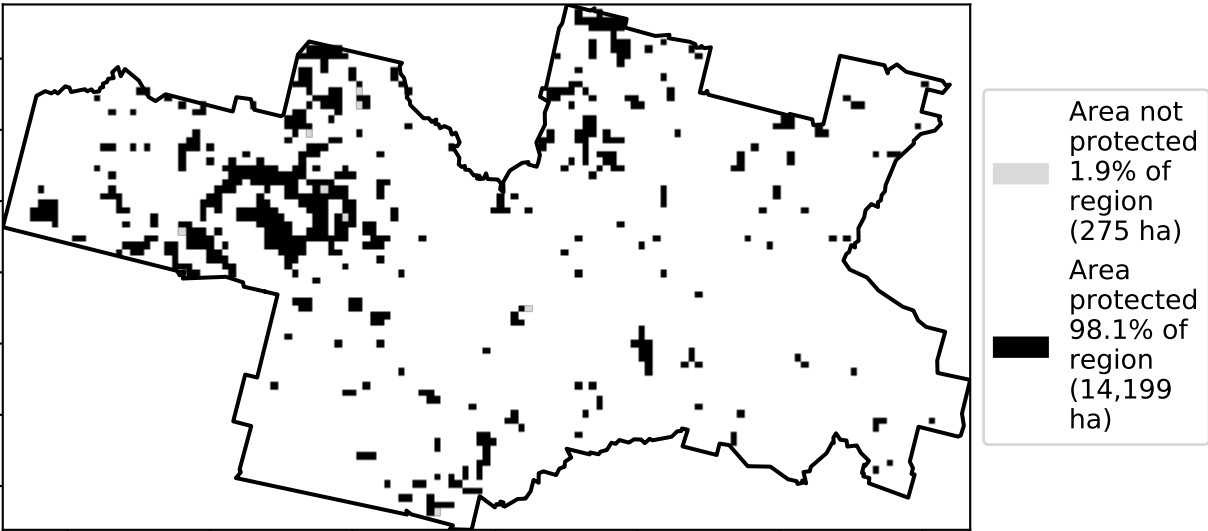 Area not
protected
1.9% of
region
(275 ha)
Area
protected
98.1% of
region
(14,199
ha)